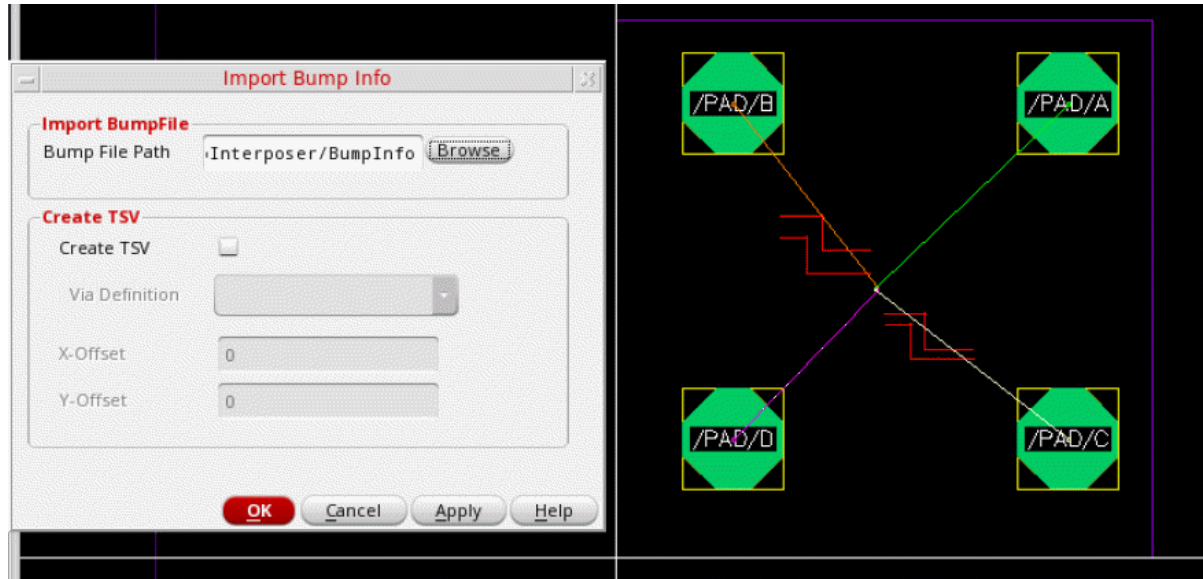 Import Bump Info
Import BumpFile
Bump File Path
Interposer/BumpInfo
Browse
Create TSV
Create TSV
Via Definition
X-Offset
0
Y-Offset
0
OK
Cancel
Apply
Help
/PAD/B
/PAD/A
/PAD/D
/PAD/C